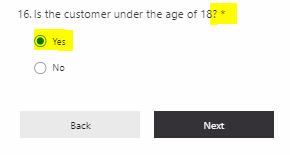 16. Is the customer under the age of 18? *
Yes
No
Back
Next